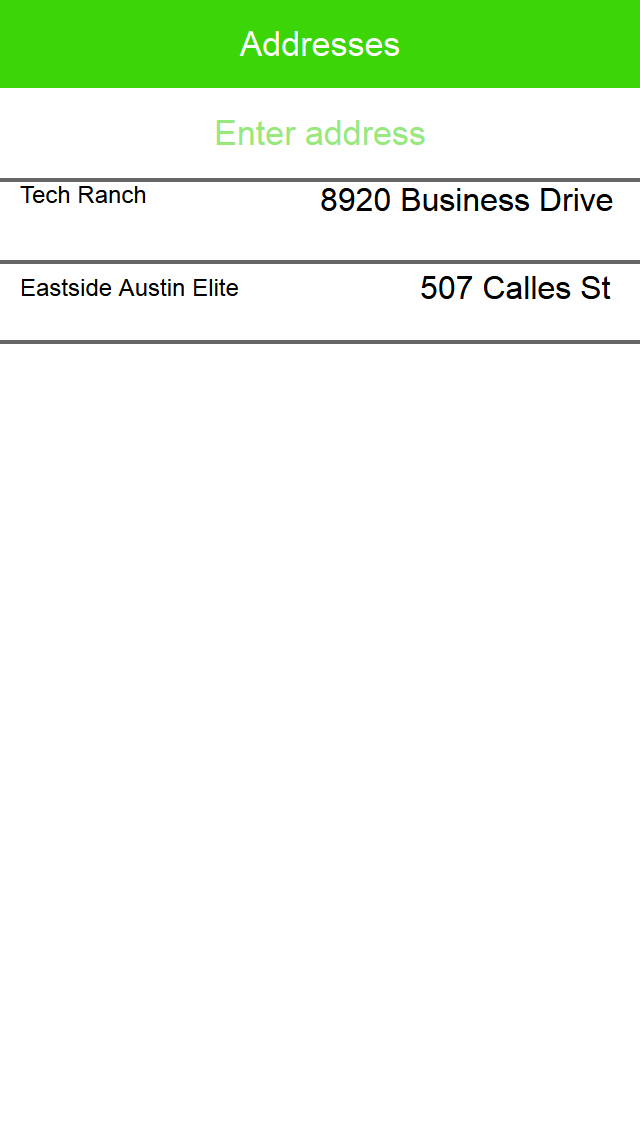 Addresses
Enter address
Tech Ranch 8920 Business Drive
Eastside Austin Elite 507 Calles St